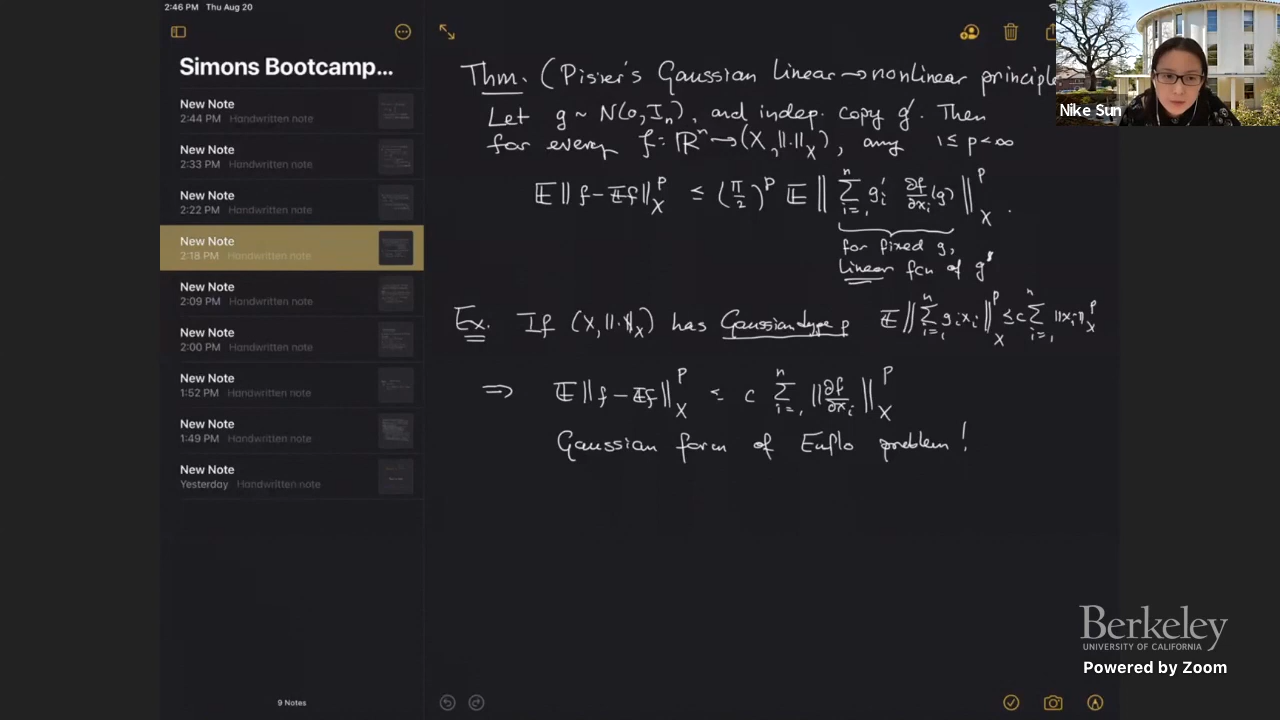 2:46 PM Thu Aug 20
Simons Bootcamp...
New Note
2:44 PM Handwritten note
New Note
2:33 PM Handwritten note
New Note
2:22 PM Handwritten note
New Note
2:18 PM Handwritten note
New Note
2:09 PM Handwritten note
New Note
2:00 PM Handwritten note
New Note
1:52 PM Handwritten note
New Note
1:49 PM Handwritten note
New Note
Yesterday Handwritten note
9 Notes
Thm. (Pisier's Gaussian linear → nonlinear principle
Let g ~ N(0, I_n), and indep. copy g'. Then
for every f: ℝ^n → (X, ‖·‖_X), any 1 ≤ p < ∞
𝔼 ‖f − 𝔼f‖_X^p ≤ (π/2)^p 𝔼 ‖ ∑_{i=1}^n g_i' ∂f/∂x_i (g) ‖_X^p .
for fixed g,
linear fcn of g'
Ex. If (X, ‖·‖_X) has Gaussian type p 𝔼 ‖ ∑_{i=1}^n g_i x_i ‖_X^p ≤ c ∑_{i=1}^n ‖x_i‖_X^p
⇒ 𝔼 ‖f − 𝔼f‖_X^p ≤ c ∑_{i=1}^n ‖ ∂f/∂x_i ‖_X^p
Gaussian form of Enflo problem!
Nike Sun
Berkeley
UNIVERSITY OF CALIFORNIA
Powered by Zoom